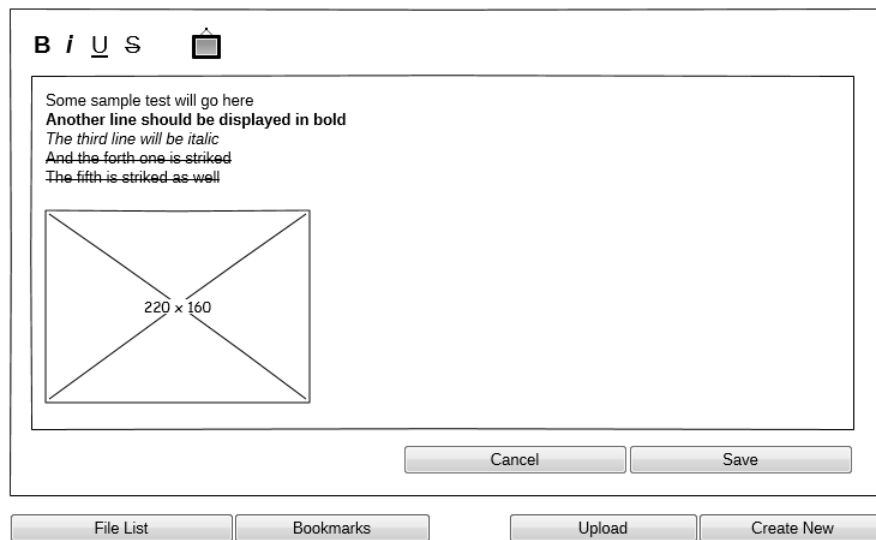 B i U S
Some sample test will go here
Another line should be displayed in bold
The third line will be italic
And the forth one is striked
The fifth is striked as well
220 x 160
Cancel Save
File List Bookmarks Upload Create New